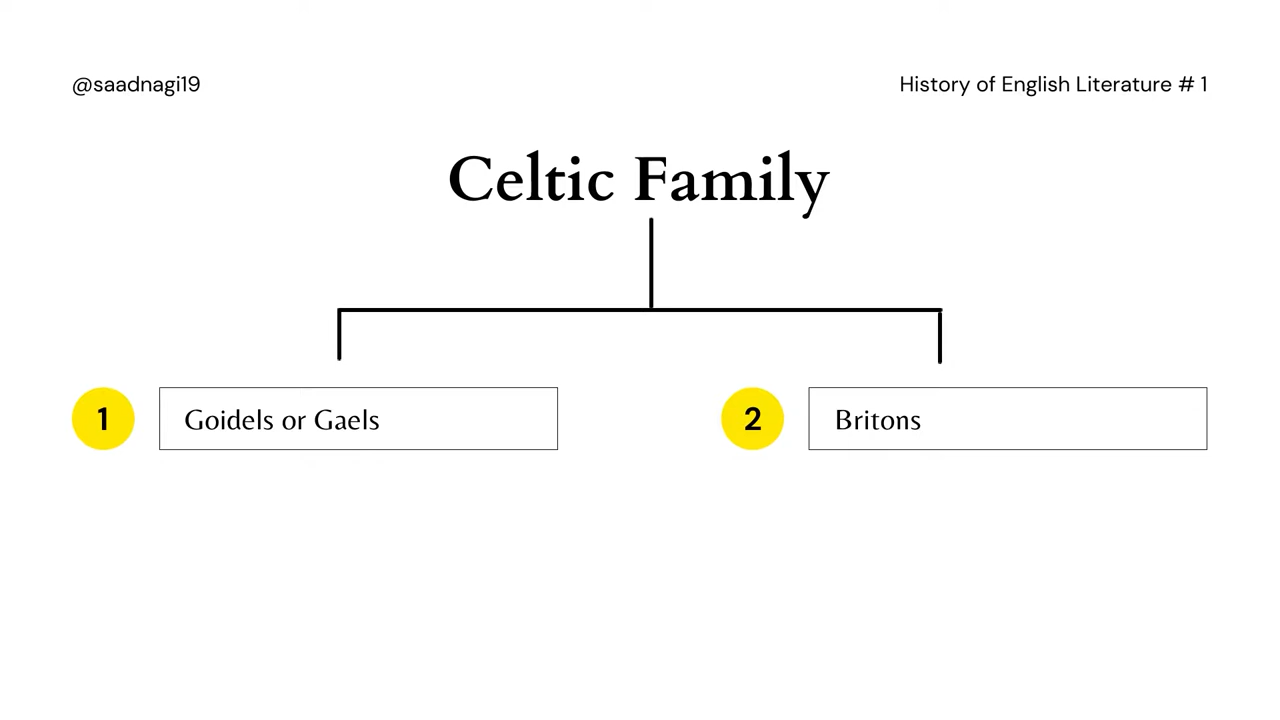 @saadnagi19
History of English Literature # 1
Celtic Family
1
Goidels or Gaels
2
Britons